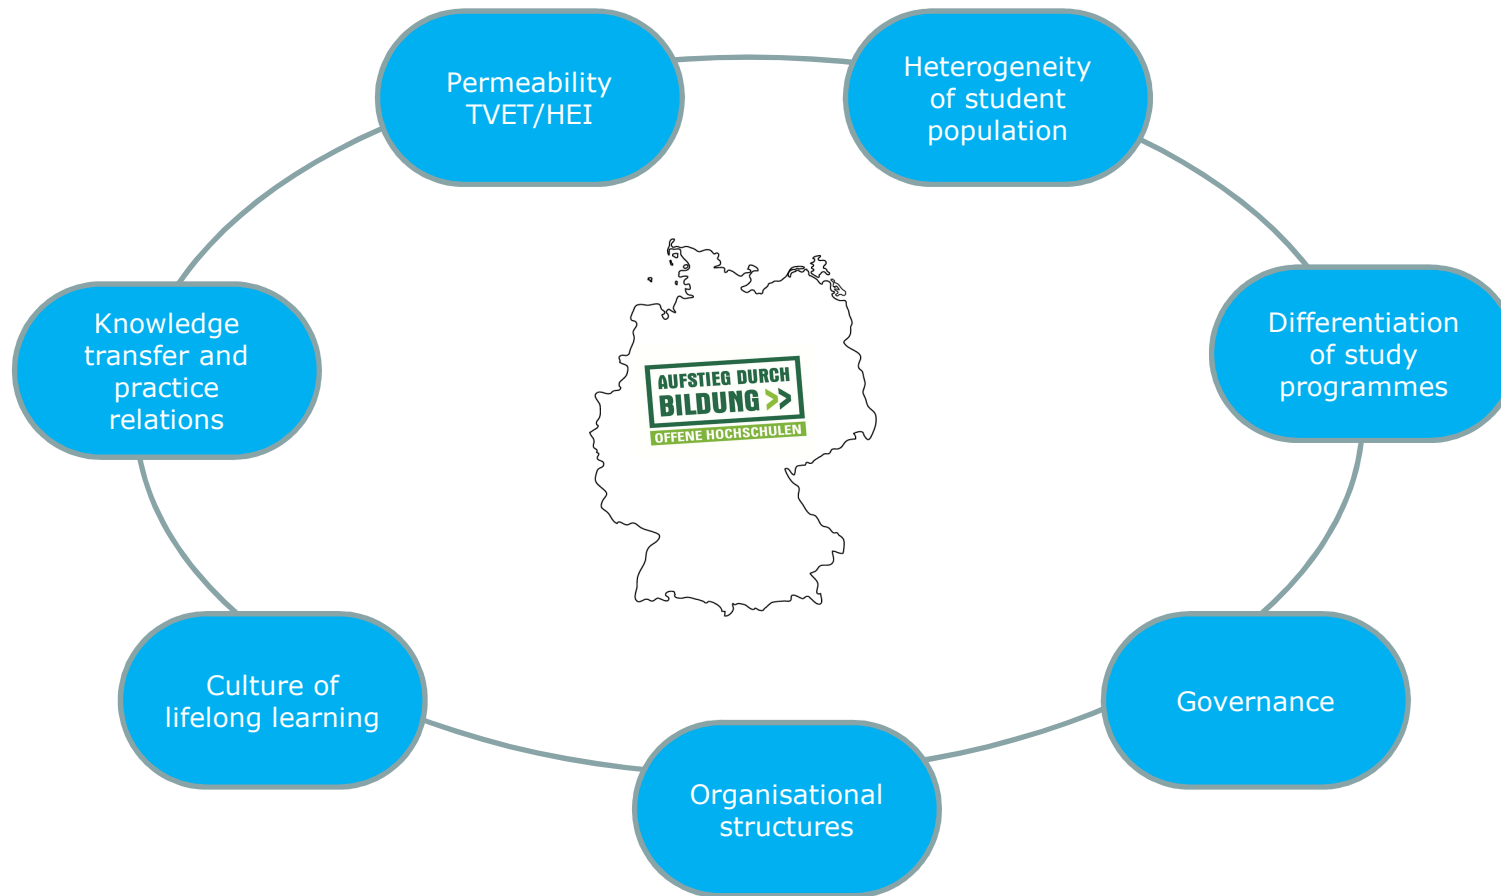 Permeability
TVET/HEI
Heterogeneity
of student
population
Knowledge
transfer and
practice
relations
Differentiation
of study
programmes
AUFSTIEG DURCH
BILDUNG >>
OFFENE HOCHSCHULEN
Culture of
lifelong learning
Governance
Organisational
structures